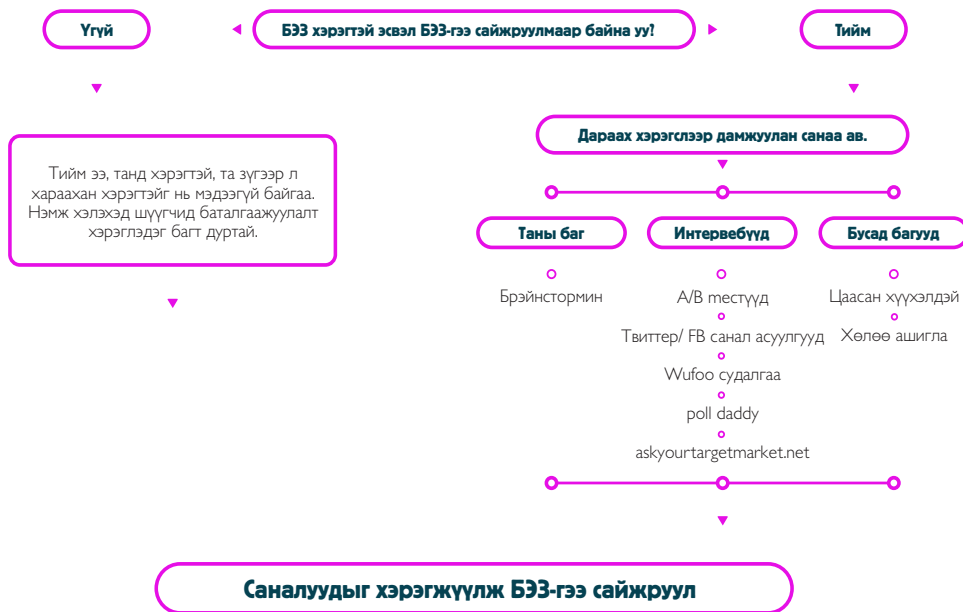 Үгүй
БЭЗ хэрэгтэй эсвэл БЭЗ-гээ сайжруулмаар байна уу?
Тийм
Тийм ээ, танд хэрэгтэй, та зүгээр л
хараахан хэрэгтэйг нь мэдээгүй байгаа.
Нэмж хэлэхэд шүүгчид баталгаажуулалт
хэрэглэдэг багт дуртай.
Дараах хэрэгслээр дамжуулан санаа ав.
Таны баг
Брэйнстормин
Интервебүүд
А/В тестүүд
Твиттер/ FB санал асуулгууд
Wufoo судалгаа
poll daddy
askyourtargetmarket.net
Бусад багууд
Цаасан хүүхэлдэй
Хөлөө ашигла
Саналуудыг хэрэгжүүлж БЭЗ-гээ сайжруул